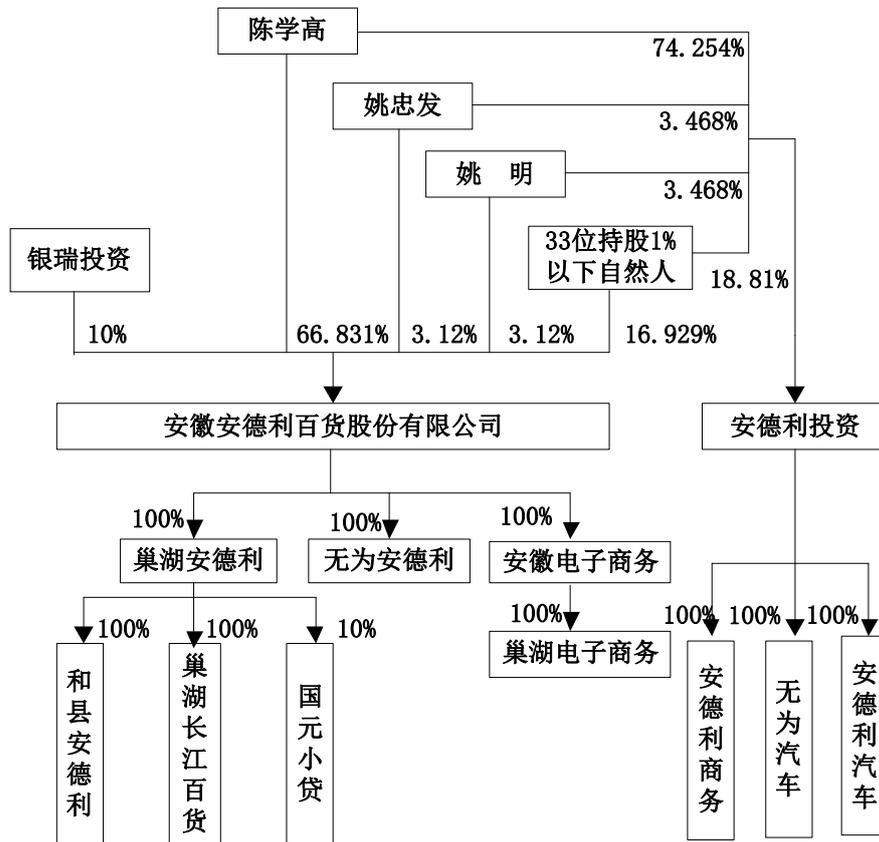 陈学高
74.254%
姚忠发
3.468%
姚 明
3.468%
33位持股1%
以下自然人
银瑞投资
18.81%
10%
66.831%
3.12%
3.12%
16.929%
安徽安德利百货股份有限公司
安德利投资
100%
100%
100%
巢湖安德利
无为安德利
安徽电子商务
100%
100%
10%
100%
100%
100%
100%
巢湖电子商务
和县安德利
巢湖长江百货
国元小贷
安德利商务
无为汽车
安德利汽车